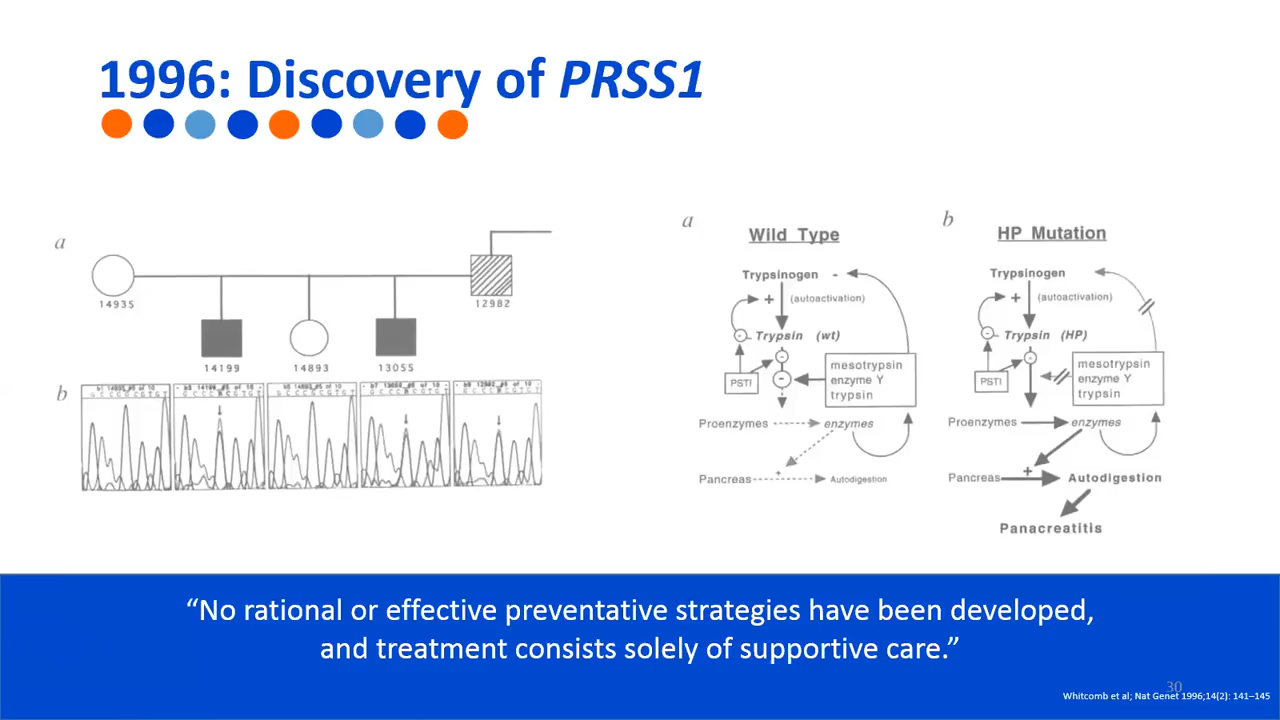 1996: Discovery of PRSS1
a
14935
12982
14199
14893
13055
b
a
Wild Type
Trypsinogen -
+ (autoactivation)
Trypsin (wt)
PSTI
mesotrypsin
enzyme Y
trypsin
Proenzymes
enzymes
+
Pancreas
Autodigestion
b
HP Mutation
Trypsinogen
+ (autoactivation)
Trypsin (HP)
PSTI
mesotrypsin
enzyme Y
trypsin
Proenzymes
enzymes
+
Pancreas
Autodigestion
Panacreatitis
“No rational or effective preventative strategies have been developed,
and treatment consists solely of supportive care.”
30
Whitcomb et al; Nat Genet 1996;14(2): 141–145